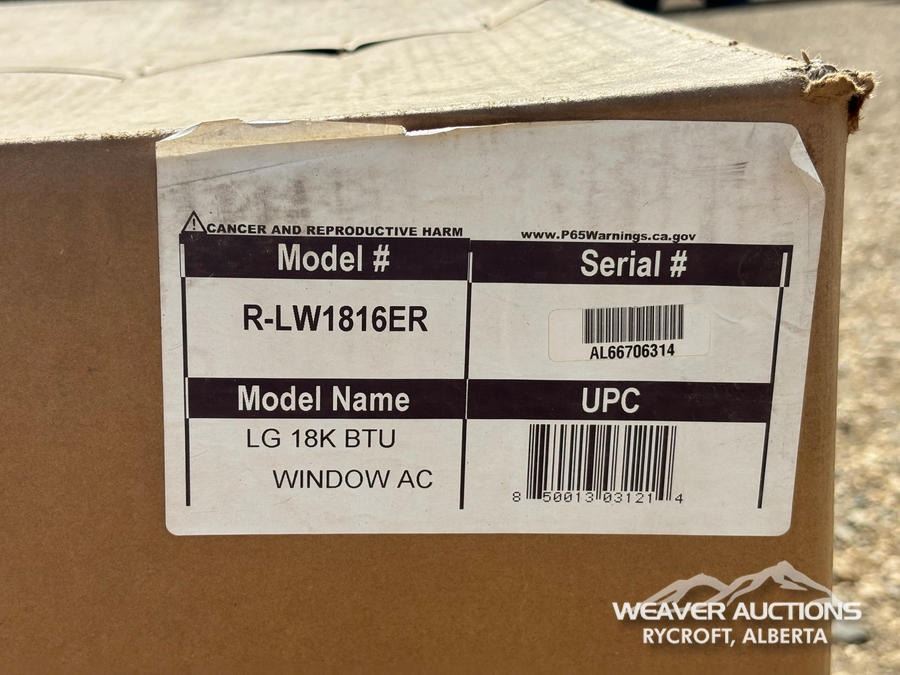 CANCER AND REPRODUCTIVE HARM www.P65Warnings.ca.gov
Model # Serial #
R-LW1816ER
AL66706314
Model Name UPC
LG 18K BTU
WINDOW AC
8 50013 03121 4
WEAVER AUCTIONS
RYCROFT, ALBERTA